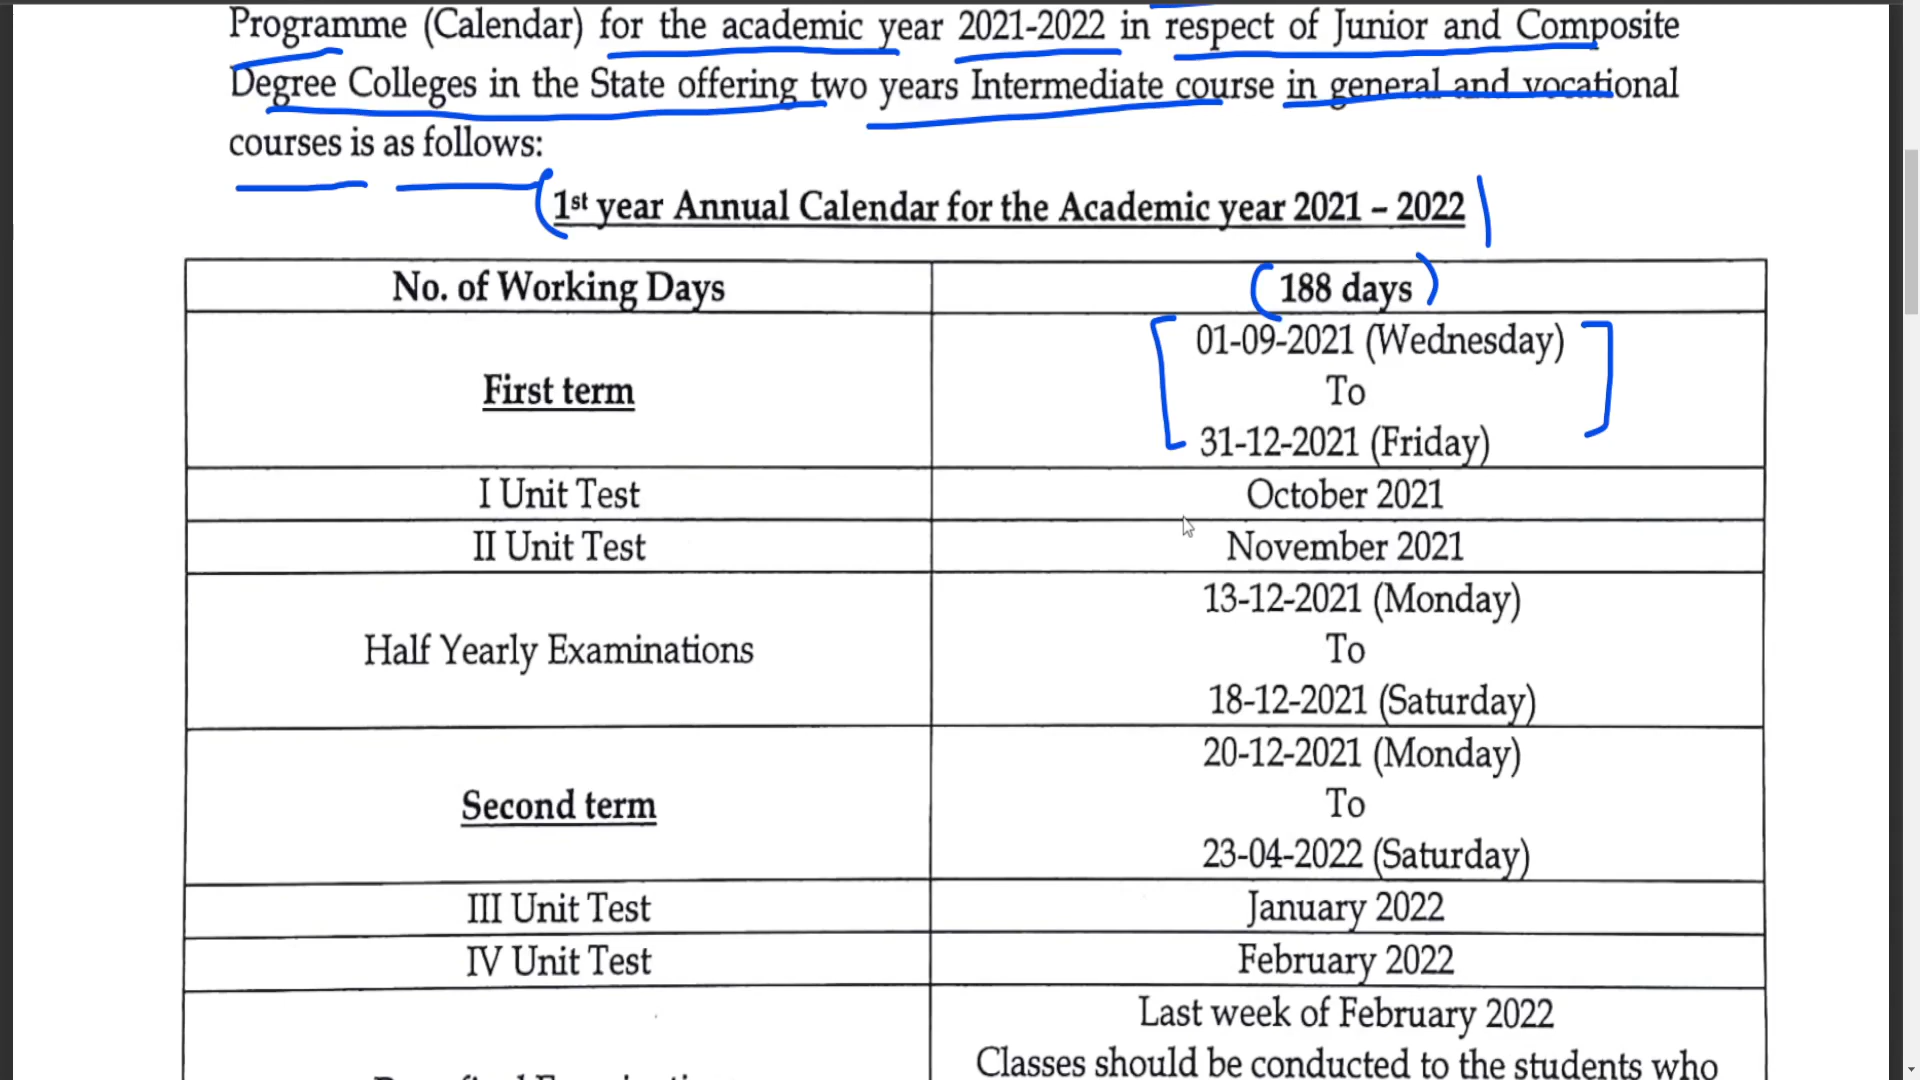 Programme (Calendar) for the academic year 2021-2022 in respect of Junior and Composite
Degree Colleges in the State offering two years Intermediate course in general and vocational
courses is as follows:
1st year Annual Calendar for the Academic year 2021 – 2022
No. of Working Days
188 days
First term
01-09-2021 (Wednesday)
To
31-12-2021 (Friday)
I Unit Test
October 2021
II Unit Test
November 2021
Half Yearly Examinations
13-12-2021 (Monday)
To
18-12-2021 (Saturday)
Second term
20-12-2021 (Monday)
To
23-04-2022 (Saturday)
III Unit Test
January 2022
IV Unit Test
February 2022
Last week of February 2022
Classes should be conducted to the students who